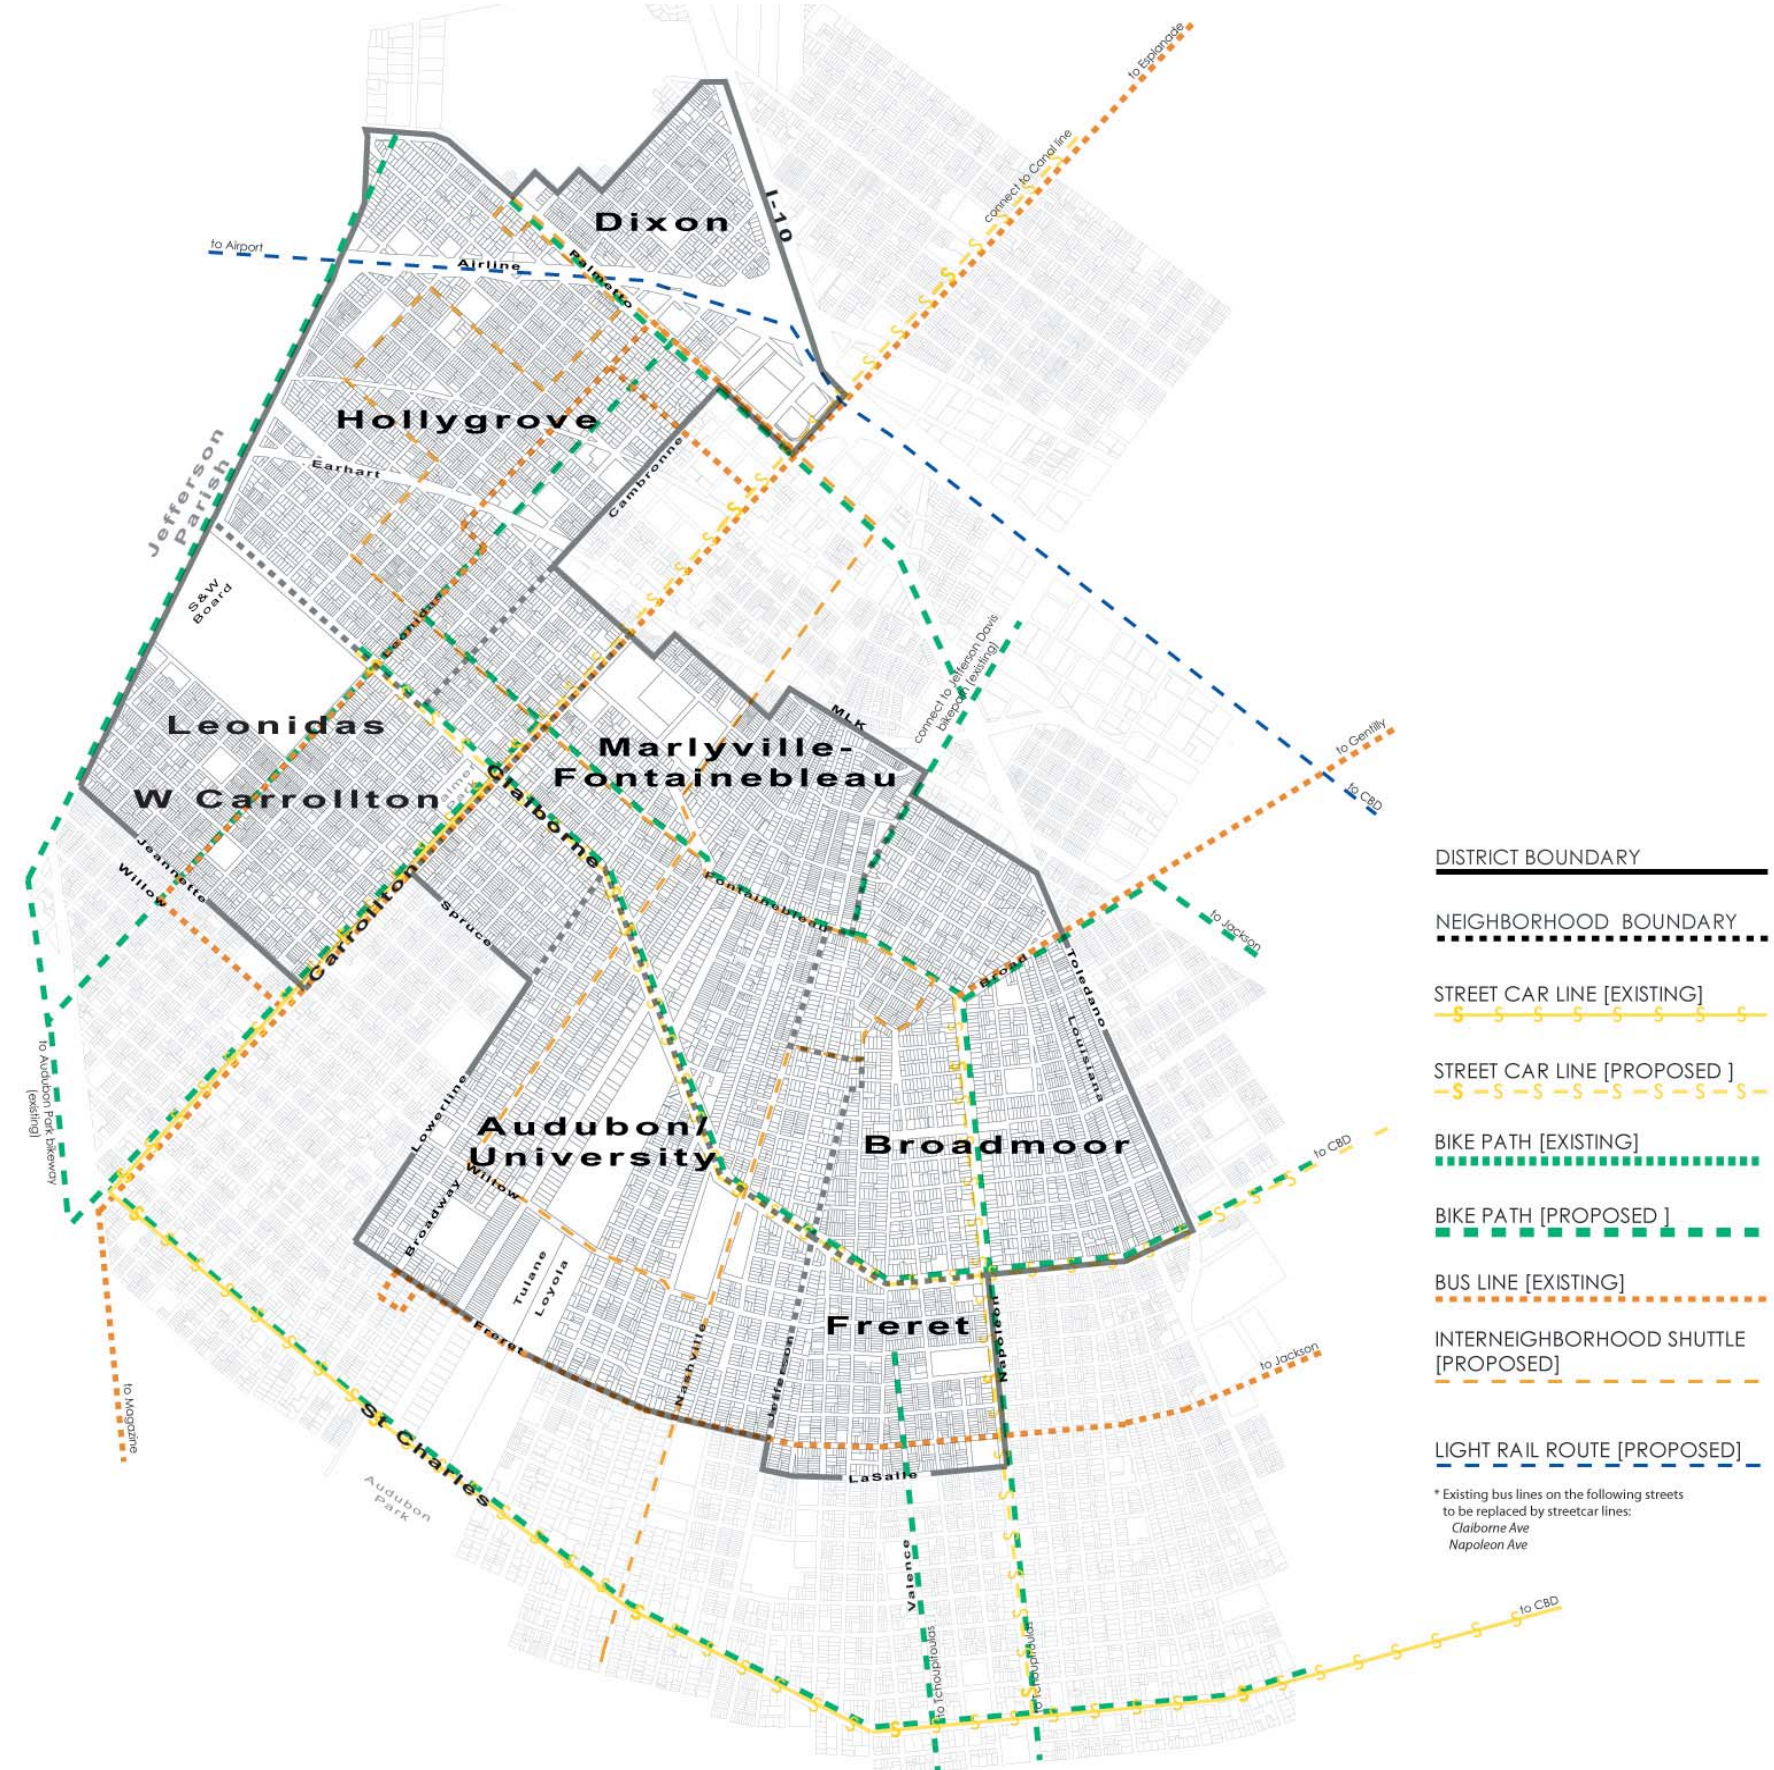 to Esplanade
connect to Canal line
Dixon
I-10
to Airport
Airline
Palmetto
Hollygrove
Cambronne
Jefferson
Parish
Earhart
S&W
Board
Leonidas
connect to Jefferson Davis
bikepath (existing)
MLK
Leonidas
W Carrollton
Palmer
Park
Marlyville-
Fontainebleau
Claiborne
to Gentilly
to CBD
Jeannette
Willow
Carrollton
Spruce
Fontainebleau
Broad
Toledano
Louisiana
to Jackson
to Audubon Park bikeway
(existing)
Lowerline
Audubon/
University
Willow
Broadway
Broadmoor
to CBD
Tulane
Loyola
Freret
Nashville
Jefferson
Freret
Napoleon
to Jackson
to Magazine
St Charles
Audubon
Park
LaSalle
Valence
to Tchoupitoulas
to Tchoupitoulas
to CBD
DISTRICT BOUNDARY
NEIGHBORHOOD BOUNDARY
STREET CAR LINE [EXISTING]
STREET CAR LINE [PROPOSED ]
BIKE PATH [EXISTING]
BIKE PATH [PROPOSED ]
BUS LINE [EXISTING]
INTERNEIGHBORHOOD SHUTTLE
[PROPOSED]
LIGHT RAIL ROUTE [PROPOSED]
* Existing bus lines on the following streets
to be replaced by streetcar lines:
Claiborne Ave
Napoleon Ave